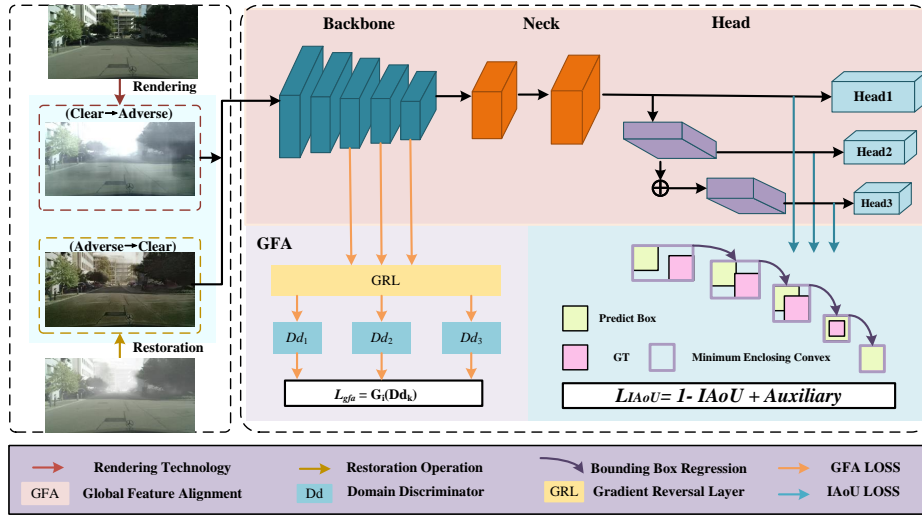 Backbone
Neck
Head
Rendering
(Clear→Adverse)
(Adverse→Clear)
Restoration
Head1
Head2
Head3
GFA
GRL
Dd1
Dd2
Dd3
Lgfa = Gi(Ddk)
Predict Box
GT
Minimum Enclosing Convex
LIAoU= 1- IAoU + Auxiliary
Rendering Technology
Restoration Operation
Bounding Box Regression
GFA LOSS
GFA
Global Feature Alignment
Dd
Domain Discriminator
GRL
Gradient Reversal Layer
IAoU LOSS